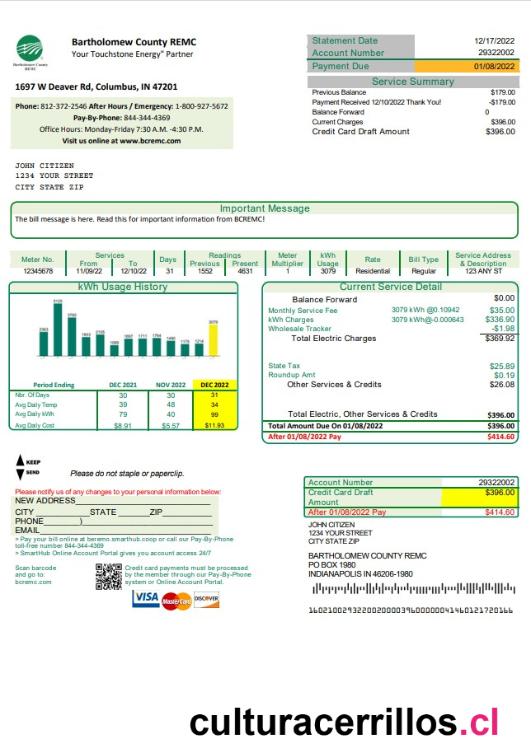 Bartholomew County REMC
Your Touchstone Energy® Partner
Bartholomew County
REMC
1697 W Deaver Rd, Columbus, IN 47201
Phone: 812-372-2546 After Hours / Emergency: 1-800-927-5672
Pay-By-Phone: 844-344-4369
Office Hours: Monday-Friday 7:30 A.M. -4:30 P.M.
Visit us online at www.bcremc.com
Statement Date 12/17/2022
Account Number 29322002
Payment Due 01/08/2022
Service Summary
Previous Balance $179.00
Payment Received 12/10/2022 Thank You! -$179.00
Balance Forward 0
Current Charges $396.00
Credit Card Draft Amount $396.00
JOHN CITIZEN
1234 YOUR STREET
CITY STATE ZIP
Important Message
The bill message is here. Read this for important information from BCREMC!
Meter No. Services From To Days Readings Previous Present Meter Multiplier kWh Usage Rate Bill Type Service Address & Description
12345678 11/09/22 12/10/22 31 1552 4631 1 3079 Residential Regular 123 ANY ST
kWh Usage History
3079
Period Ending DEC 2021 NOV 2022 DEC 2022
Nbr. Of Days 30 30 31
Avg Daily Temp 39 48 34
Avg Daily kWh 79 40 99
Avg Daily Cost $8.91 $5.57 $11.93
Current Service Detail
Balance Forward $0.00
Monthly Service Fee $35.00
kWh Charges 3079 kWh @0.10942 $336.90
Wholesale Tracker 3079 kWh@-0.000643 -$1.98
Total Electric Charges $369.92
State Tax $25.89
Roundup Amt $0.19
Other Services & Credits $26.08
Total Electric, Other Services & Credits $396.00
Total Amount Due On 01/08/2022 $396.00
After 01/08/2022 Pay $414.60
KEEP
SEND
Please do not staple or paperclip.
Please notify us of any changes to your personal information below:
NEW ADDRESS
CITY STATE ZIP
PHONE )
EMAIL
> Pay your bill online at bcremo.smarthub.coop or call our Pay-By-Phone
toll-free number 844-344-4369
> SmartHub Online Account Portal gives you account access 24/7
Scan barcode
and go to:
bcremc.com
Credit card payments must be processed
by the member through our Pay-By-Phone
system or Online Account Portal.
VISA MasterCard DISCOVER
Account Number 29322002
Credit Card Draft Amount $396.00
After 01/08/2022 Pay $414.60
JOHN CITIZEN
1234 YOUR STREET
CITY STATE ZIP
BARTHOLOMEW COUNTY REMC
PO BOX 1980
INDIANAPOLIS IN 46206-1980
culturacerrillos.cl